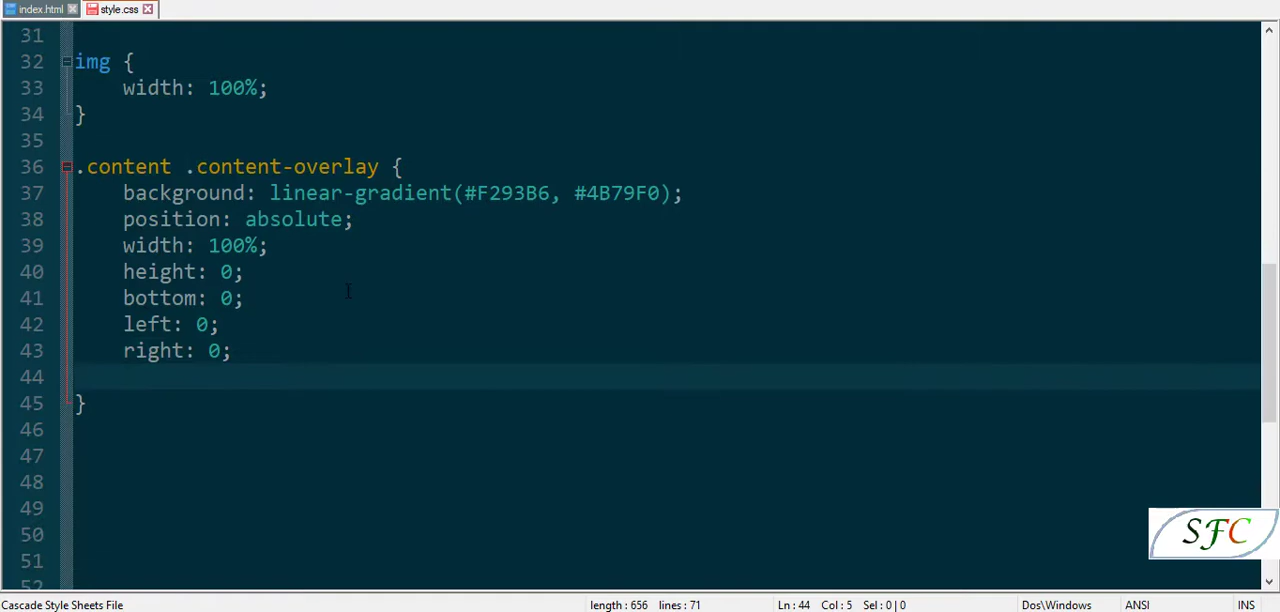 index.html style.css
31
32 img {
33 width: 100%;
34 }
35
36 .content .content-overlay {
37 background: linear-gradient(#F293B6, #4B79F0);
38 position: absolute;
39 width: 100%;
40 height: 0;
41 bottom: 0;
42 left: 0;
43 right: 0;
44
45 }
46
47
48
49
50
51
52
SFC
Cascade Style Sheets File length : 656 lines : 71 Ln : 44 Col : 5 Sel : 0 | 0 Dos\Windows ANSI INS